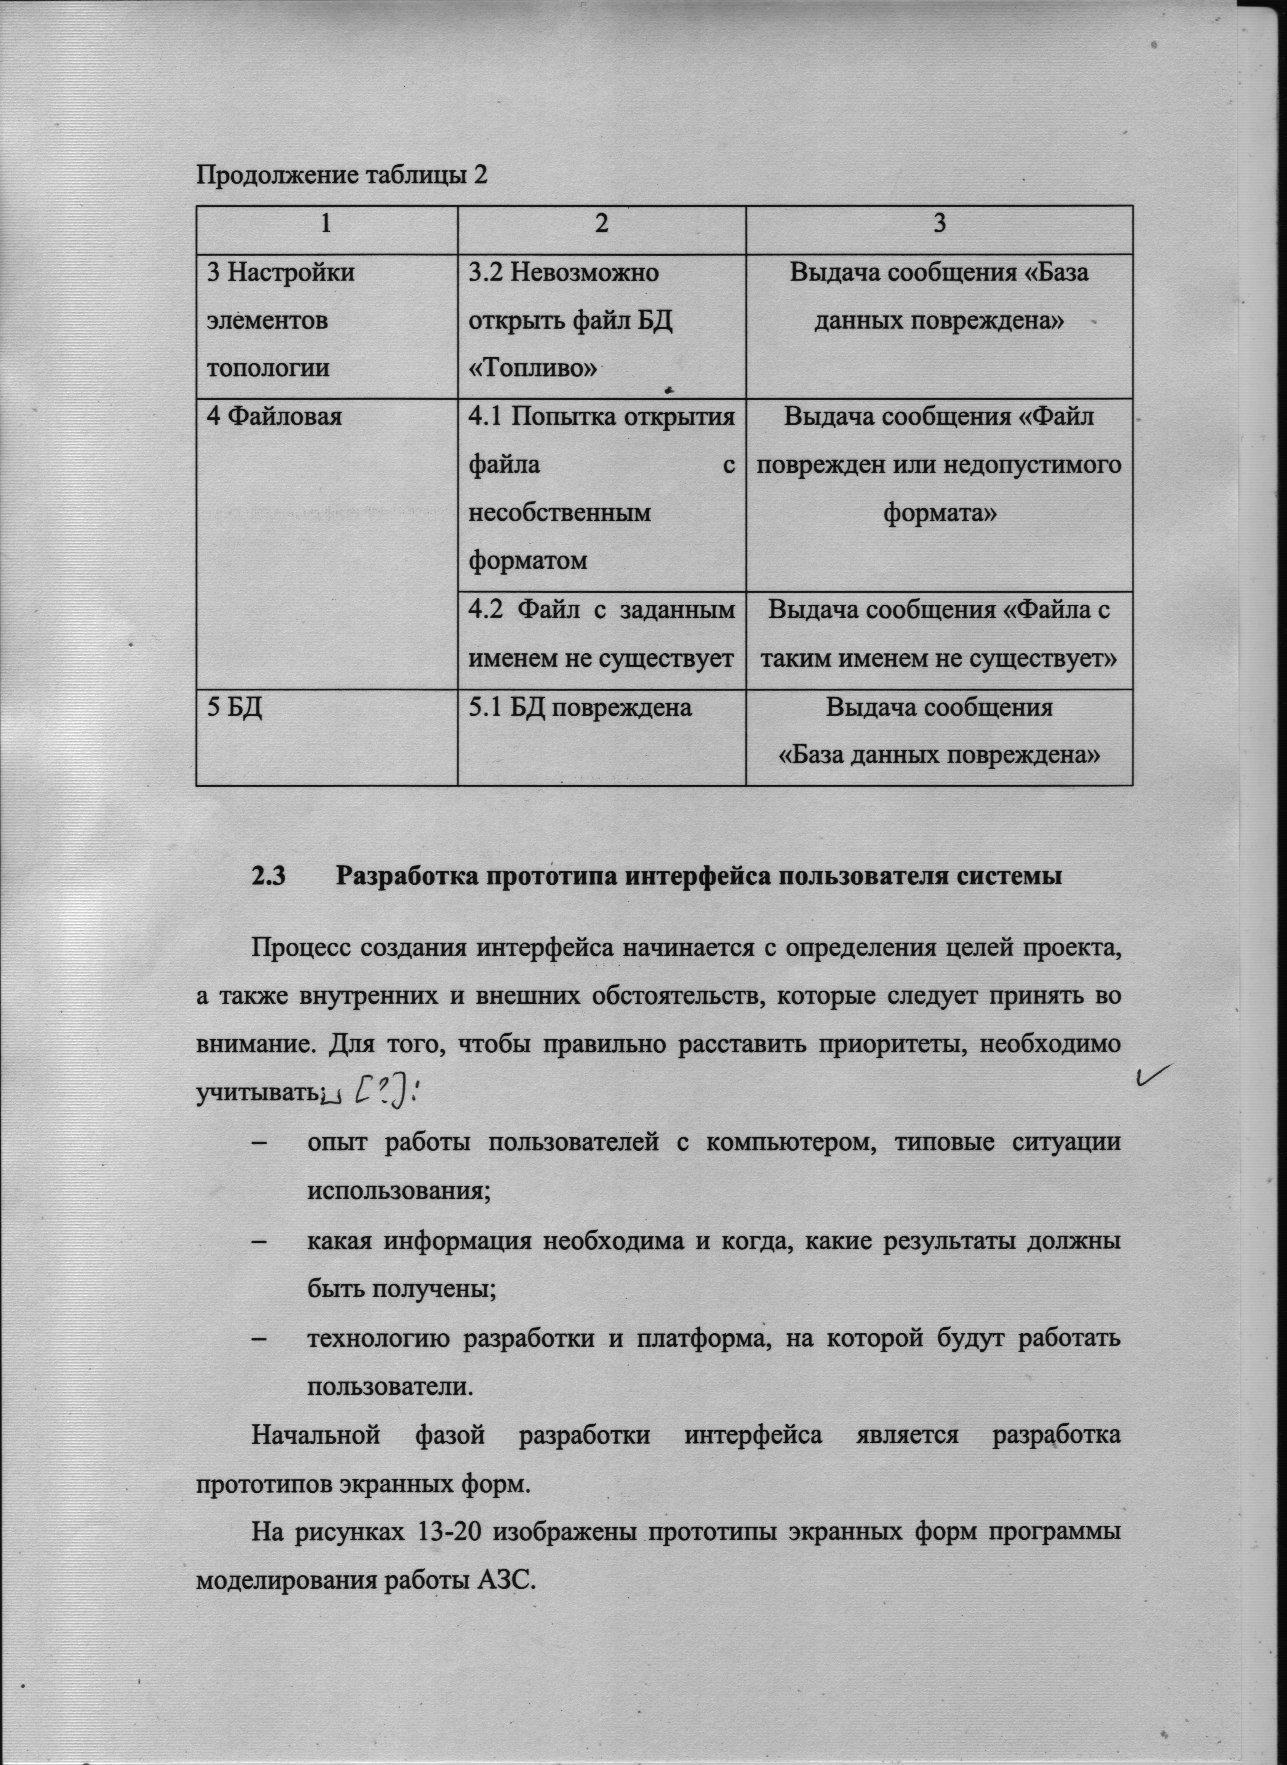 Продолжение таблицы 2
1 2 3
3 Настройки 3.2 Невозможно Выдача сообщения «База
элементов открыть файл БД данных повреждена»
топологии «Топливо»
4 Файловая 4.1 Попытка открытия Выдача сообщения «Файл
файла с поврежден или недопустимого
несобственным формата»
форматом
4.2 Файл с заданным Выдача сообщения «Файла с
именем не существует таким именем не существует»
5 БД 5.1 БД повреждена Выдача сообщения
«База данных повреждена»
2.3 Разработка прототипа интерфейса пользователя системы
Процесс создания интерфейса начинается с определения целей проекта,
а также внутренних и внешних обстоятельств, которые следует принять во
внимание. Для того, чтобы правильно расставить приоритеты, необходимо
учитывать: [?]:
– опыт работы пользователей с компьютером, типовые ситуации
использования;
– какая информация необходима и когда, какие результаты должны
быть получены;
– технологию разработки и платформа, на которой будут работать
пользователи.
Начальной фазой разработки интерфейса является разработка
прототипов экранных форм.
На рисунках 13-20 изображены прототипы экранных форм программы
моделирования работы АЗС.